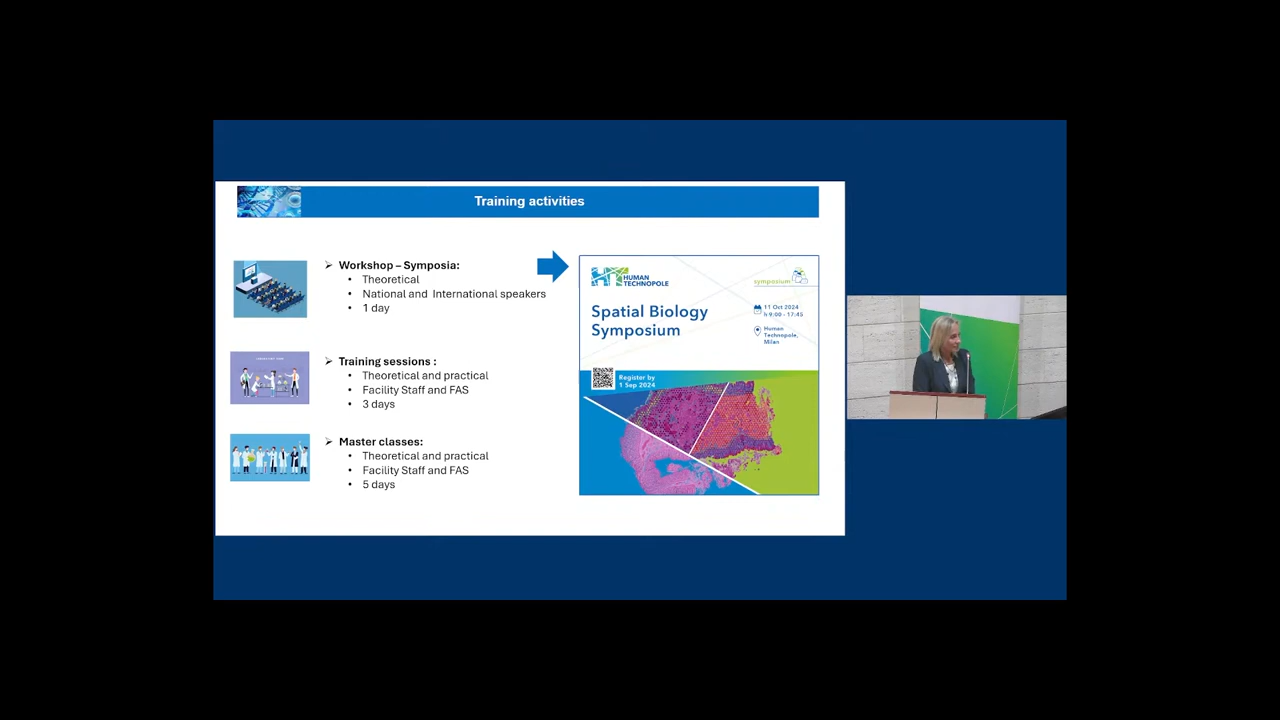 Training activities
Workshop – Symposia:
Theoretical
National and International speakers
1 day
Training sessions :
Theoretical and practical
Facility Staff and FAS
3 days
Master classes:
Theoretical and practical
Facility Staff and FAS
5 days
HUMAN
TECHNOPOLE
symposium
Spatial Biology
Symposium
11 Oct 2024
h 9:00 - 17:45
Human
Technopole,
Milan
Register by
1 Sep 2024